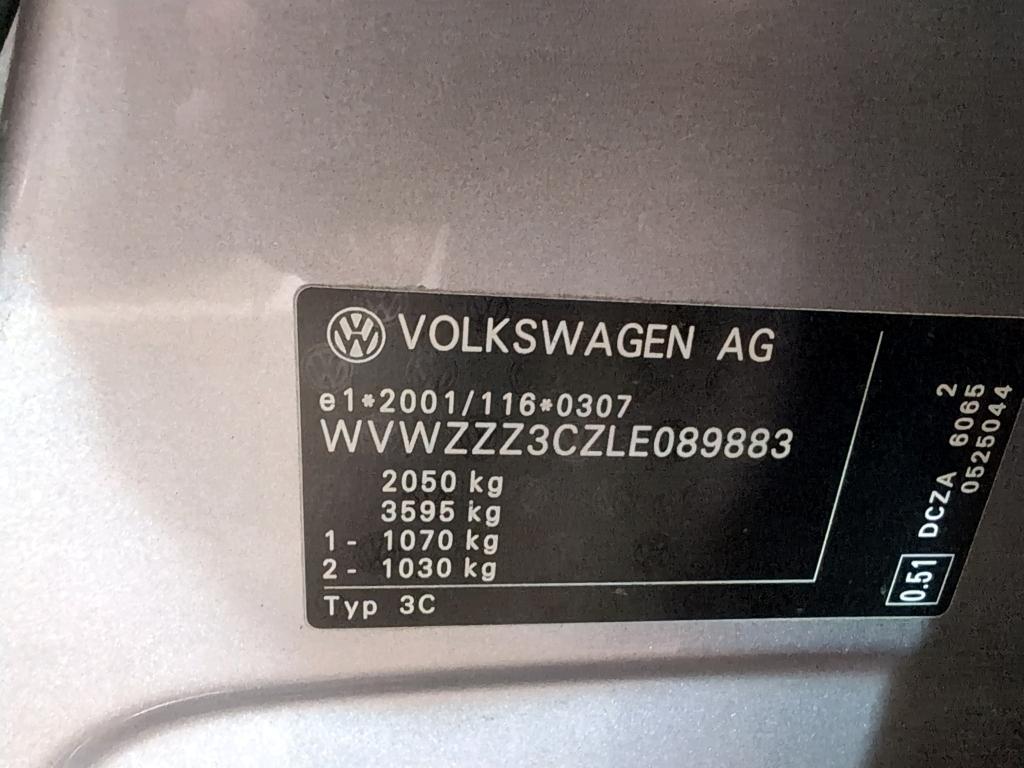 VOLKSWAGEN AG
e1*2001/116*0307
WVWZZZ3CZLE089883
2050 kg
3595 kg
1- 1070 kg
2- 1030 kg
Typ 3C
0.51
DCZA 6065 2
0525044